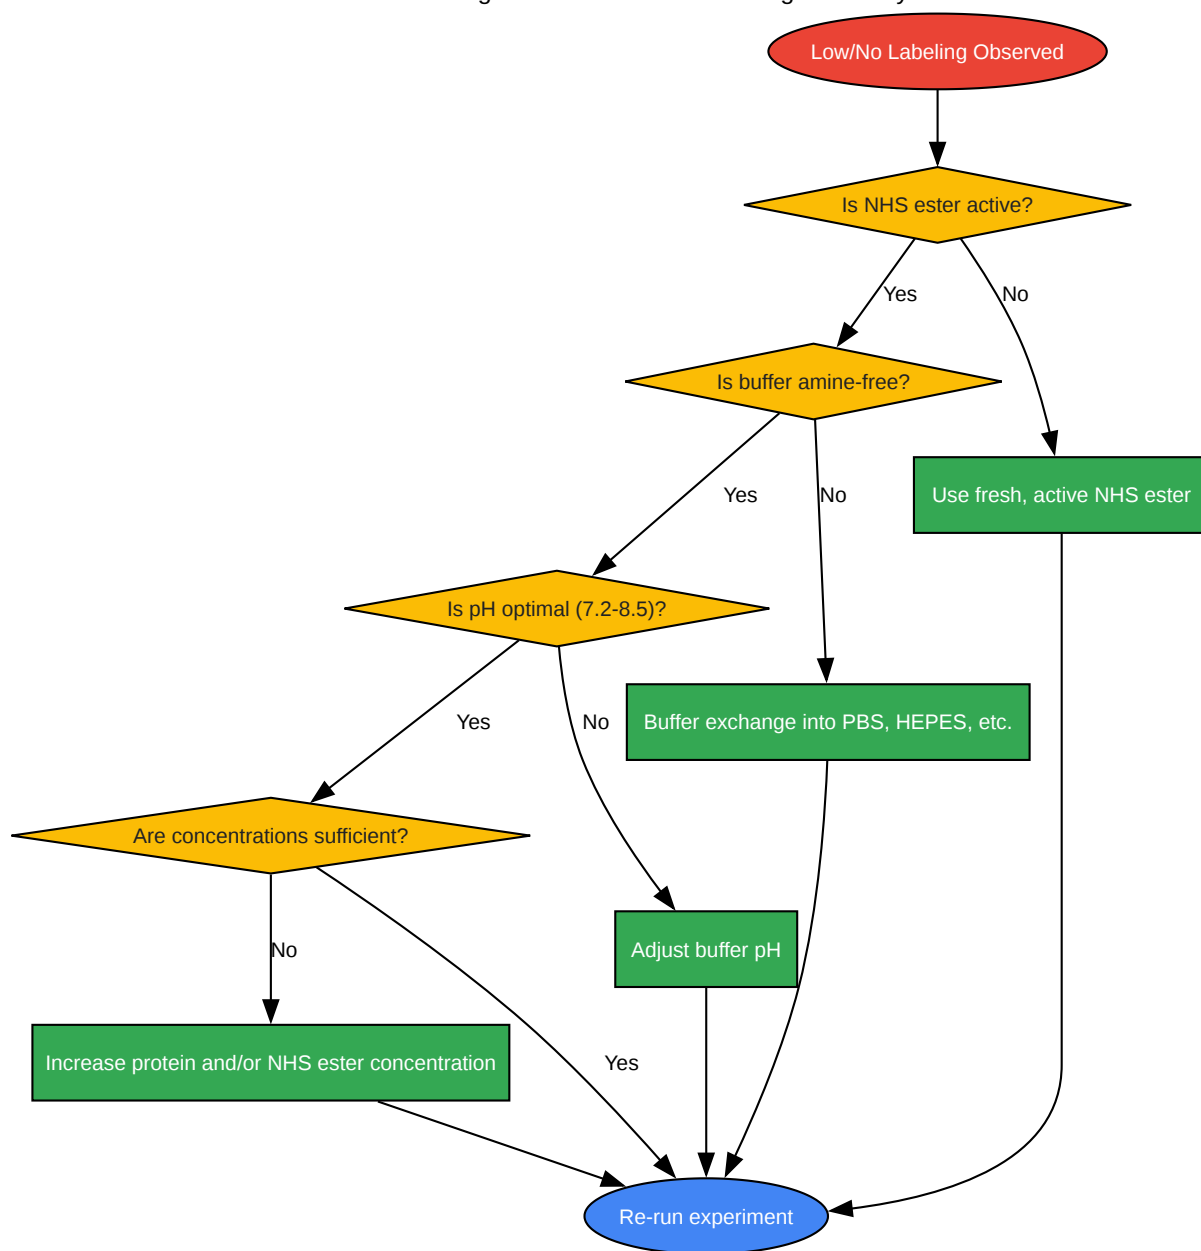 Low/No Labeling Observed
Is NHS ester active?
Yes
No
Is buffer amine-free?
Yes
No
Use fresh, active NHS ester
Is pH optimal (7.2-8.5)?
Yes
No
Buffer exchange into PBS, HEPES, etc.
Are concentrations sufficient?
No
Adjust buffer pH
Increase protein and/or NHS ester concentration
Yes
Re-run experiment